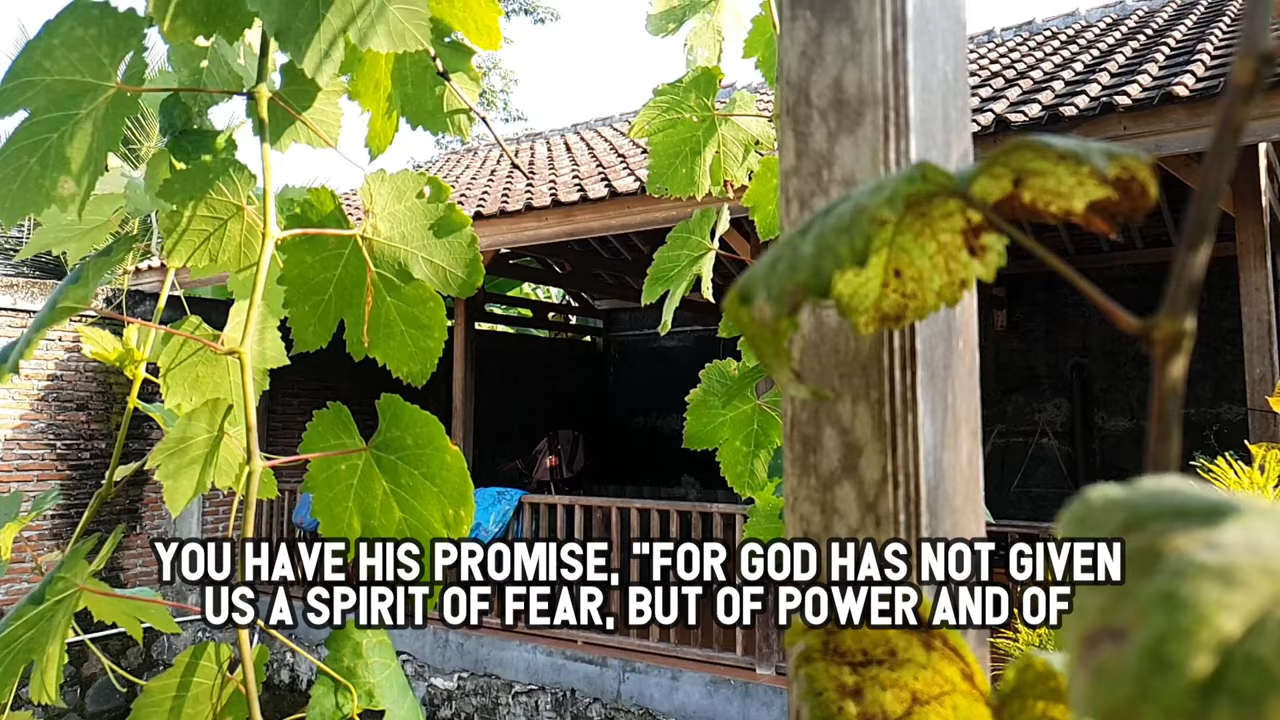 YOU HAVE HIS PROMISE, "FOR GOD HAS NOT GIVEN
US A SPIRIT OF FEAR, BUT OF POWER AND OF